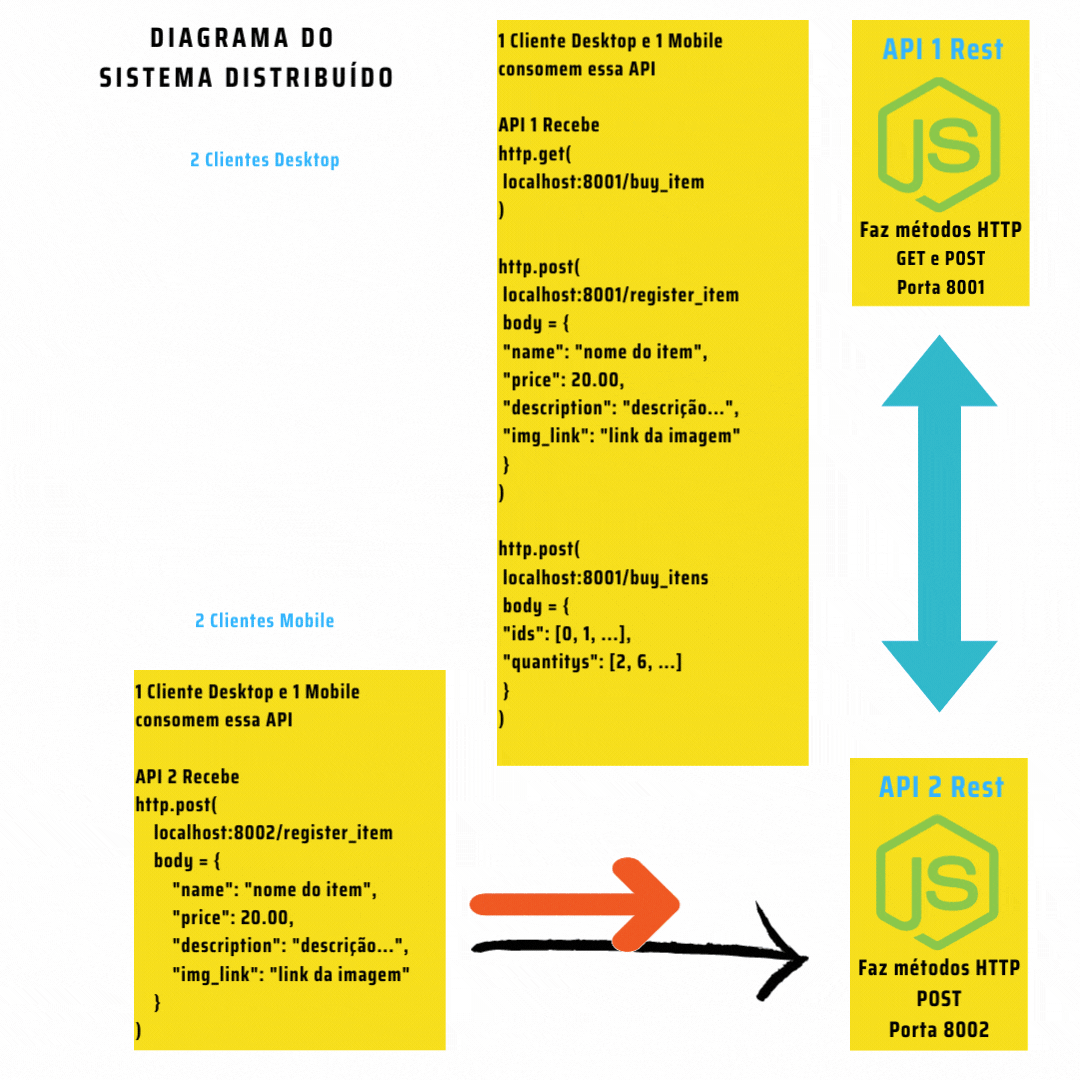 DIAGRAMA DO
SISTEMA DISTRIBUÍDO
2 Clientes Desktop
1 Cliente Desktop e 1 Mobile
consomem essa API
API 1 Recebe
http.get(
localhost:8001/buy_item
)
http.post(
localhost:8001/register_item
body = {
"name": "nome do item",
"price": 20.00,
"description": "descrição...",
"img_link": "link da imagem"
}
)
http.post(
localhost:8001/buy_itens
body = {
"ids": [0, 1, ...],
"quantitys": [2, 6, ...]
}
)
API 1 Rest
JS
Faz métodos HTTP
GET e POST
Porta 8001
2 Clientes Mobile
1 Cliente Desktop e 1 Mobile
consomem essa API
API 2 Recebe
http.post(
localhost:8002/register_item
body = {
"name": "nome do item",
"price": 20.00,
"description": "descrição...",
"img_link": "link da imagem"
}
)
API 2 Rest
JS
Faz métodos HTTP
POST
Porta 8002